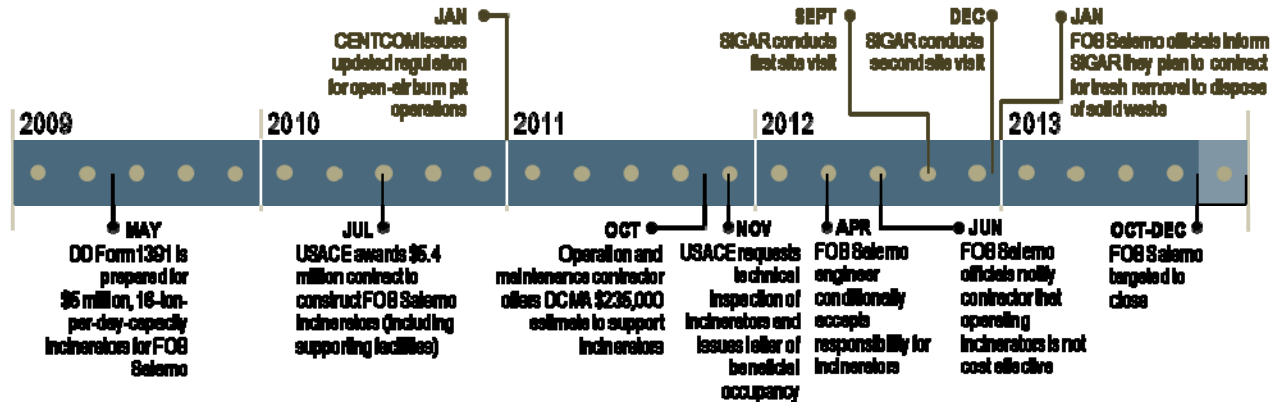 JAN
CENTCOM issues
updated regulation
for open-air burn pit
operations
SEPT
SIGAR conducts
first site visit
DEC
SIGAR conducts
second site visit
JAN
FOB Salerno officials inform
SIGAR they plan to contract
for trash removal to dispose
of solid waste
2009
2010
2011
2012
2013
MAY
DD Form 1391 is
prepared for
$5 million, 16-ton-
per-day-capacity
incinerators for FOB
Salerno
JUL
USACE awards $5.4
million contract to
construct FOB Salerno
incinerators (including
supporting facilities)
OCT
Operation and
maintenance contractor
offers DCMA $235,000
estimate to support
incinerators
NOV
USACE requests
technical
inspection of
incinerators and
issues letter of
beneficial
occupancy
APR
FOB Salerno
engineer
conditionally
accepts
responsibility for
incinerators
JUN
FOB Salerno
officials notify
contractor that
operating
incinerators is not
cost effective
OCT-DEC
FOB Salerno
targeted to
close